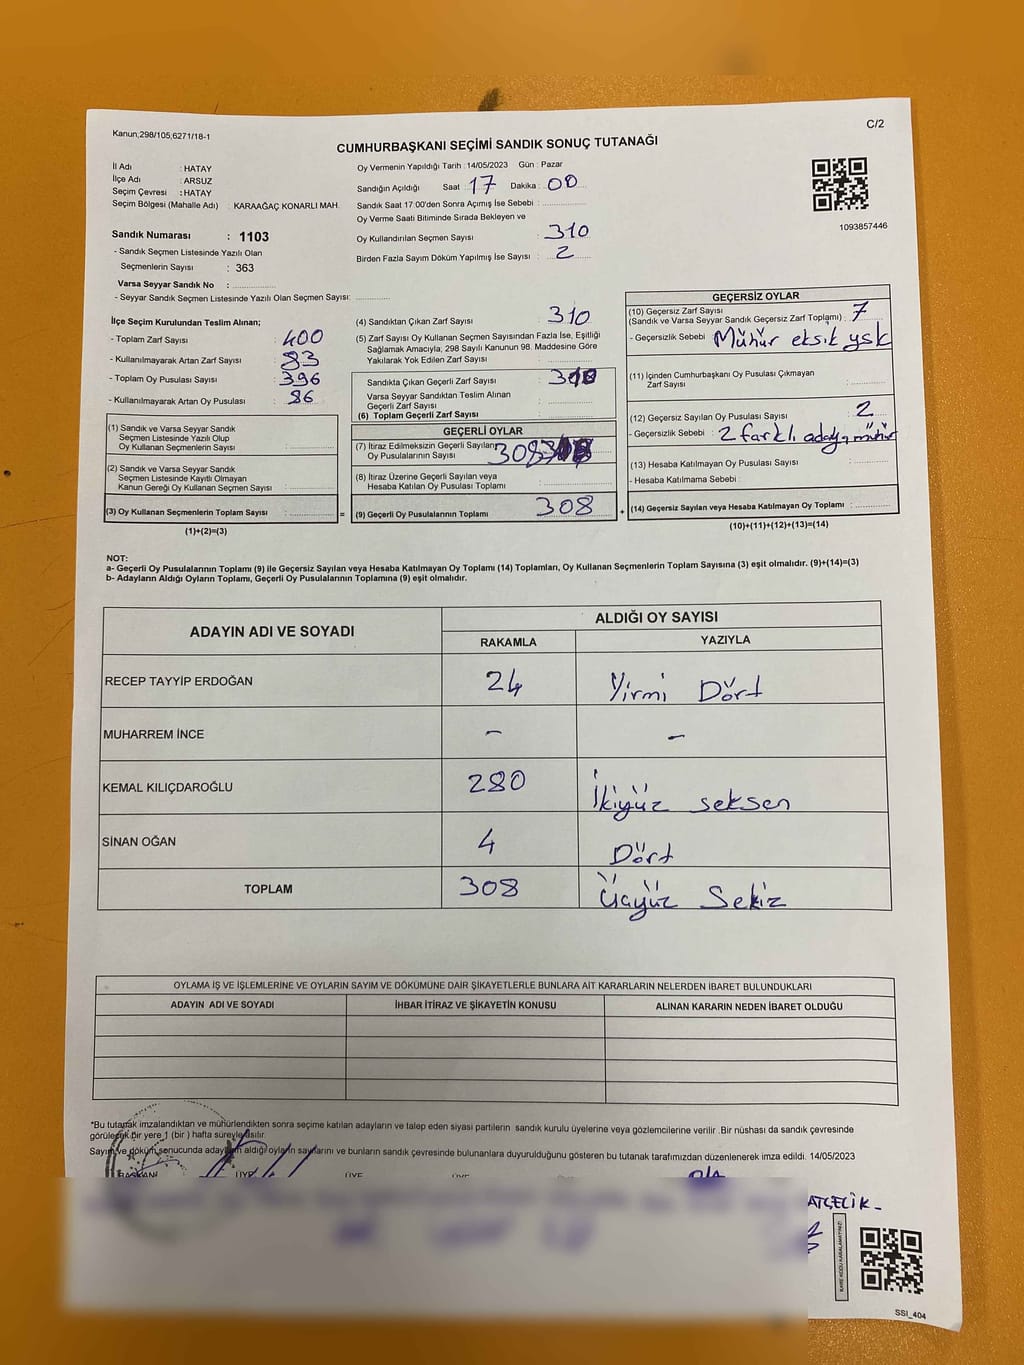 Kanun;298/105;6271/18-1
C/2
CUMHURBAŞKANI SEÇİMİ SANDIK SONUÇ TUTANAĞI
İl Adı : HATAY
İlçe Adı : ARSUZ
Seçim Çevresi : HATAY
Seçim Bölgesi (Mahalle Adı) : KARAAĞAÇ KONARLI MAH.
Sandık Numarası : 1103
- Sandık Seçmen Listesinde Yazılı Olan
Seçmenlerin Sayısı : 363
Varsa Seyyar Sandık No :
- Seyyar Sandık Seçmen Listesinde Yazılı Olan Seçmen Sayısı:
Oy Vermenin Yapıldığı Tarih : 14/05/2023 Gün : Pazar
Sandığın Açıldığı Saat : 17 Dakika : 00
Sandık Saat 17:00'den Sonra Açımış İse Sebebi :
Oy Verme Saati Bitiminde Sırada Bekleyen ve
Oy Kullandırılan Seçmen Sayısı : 310
Birden Fazla Sayım Döküm Yapılmış İse Sayısı : 2
1093857446
İlçe Seçim Kurulundan Teslim Alınan;
- Toplam Zarf Sayısı : 400
- Kullanılmayarak Artan Zarf Sayısı : 83
- Toplam Oy Pusulası Sayısı : 396
- Kullanılmayarak Artan Oy Pusulası : 86
(1) Sandık ve Varsa Seyyar Sandık
Seçmen Listesinde Yazılı Olup
Oy Kullanan Seçmenlerin Sayısı :
(2) Sandık ve Varsa Seyyar Sandık
Seçmen Listesinde Kayıtlı Olmayan
Kanun Gereği Oy Kullanan Seçmen Sayısı :
(3) Oy Kullanan Seçmenlerin Toplam Sayısı :
(1)+(2)=(3)
(4) Sandıktan Çıkan Zarf Sayısı : 310
(5) Zarf Sayısı Oy Kullanan Seçmen Sayısından Fazla İse, Eşitliği
Sağlamak Amacıyla, 298 Sayılı Kanunun 98. Maddesine Göre
Yakılarak Yok Edilen Zarf Sayısı :
Sandıkta Çıkan Geçerli Zarf Sayısı :
Varsa Seyyar Sandıktan Teslim Alınan
Geçerli Zarf Sayısı :
(6) Toplam Geçerli Zarf Sayısı :
GEÇERLİ OYLAR
(7) İtiraz Edilmeksizin Geçerli Sayılan
Oy Pusulalarının Sayısı : 308
(8) İtiraz Üzerine Geçerli Sayılan veya
Hesaba Katılan Oy Pusulası Toplamı :
= (9) Geçerli Oy Pusulalarının Toplamı : 308 +
GEÇERSİZ OYLAR
(10) Geçersiz Zarf Sayısı
(Sandık ve Varsa Seyyar Sandık Geçersiz Zarf Toplamı) : 7
- Geçersizlik Sebebi : Mühür eksik ysk
(11) İçinden Cumhurbaşkanı Oy Pusulası Çıkmayan
Zarf Sayısı :
(12) Geçersiz Sayılan Oy Pusulası Sayısı : 2
- Geçersizlik Sebebi : 2 farklı adaya mühür
(13) Hesaba Katılmayan Oy Pusulası Sayısı :
- Hesaba Katılmama Sebebi :
(14) Geçersiz Sayılan veya Hesaba Katılmayan Oy Toplamı :
(10)+(11)+(12)+(13)=(14)
NOT:
a- Geçerli Oy Pusulalarının Toplamı (9) ile Geçersiz Sayılan veya Hesaba Katılmayan Oy Toplamı (14) Toplamları, Oy Kullanan Seçmenlerin Toplam Sayısına (3) eşit olmalıdır. (9)+(14)=(3)
b- Adayların Aldığı Oyların Toplamı, Geçerli Oy Pusulalarının Toplamına (9) eşit olmalıdır.
ADAYIN ADI VE SOYADI
ALDIĞI OY SAYISI
RAKAMLA YAZIYLA
RECEP TAYYİP ERDOĞAN 24 Yirmi Dört
MUHARREM İNCE - -
KEMAL KILIÇDAROĞLU 280 İkiyüz seksen
SİNAN OĞAN 4 Dört
TOPLAM 308 Üçyüz Sekiz
OYLAMA İŞ VE İŞLEMLERİNE VE OYLARIN SAYIM VE DÖKÜMÜNE DAİR ŞİKAYETLERLE BUNLARA AİT KARARLARIN NELERDEN İBARET BULUNDUKLARI
ADAYIN ADI VE SOYADI İHBAR İTİRAZ VE ŞİKAYETİN KONUSU ALINAN KARARIN NEDEN İBARET OLDUĞU
*Bu tutanak imzalandıktan ve mühürlendikten sonra seçime katılan adayların ve talep eden siyasi partilerin sandık kurulu üyelerine veya gözlemcilerine verilir .Bir nüshası da sandık çevresinde
görülecek bir yere 1 (bir ) hafta süreyle asılır.
Sayım ve döküm sonucunda adayların aldığı oyların sayılarını ve bunların sandık çevresinde bulunanlara duyurulduğunu gösteren bu tutanak tarafımızdan düzenlenerek imza edildi. 14/05/2023
BAŞKANI ÜYE ÜYE ÜYE
SSİ_404